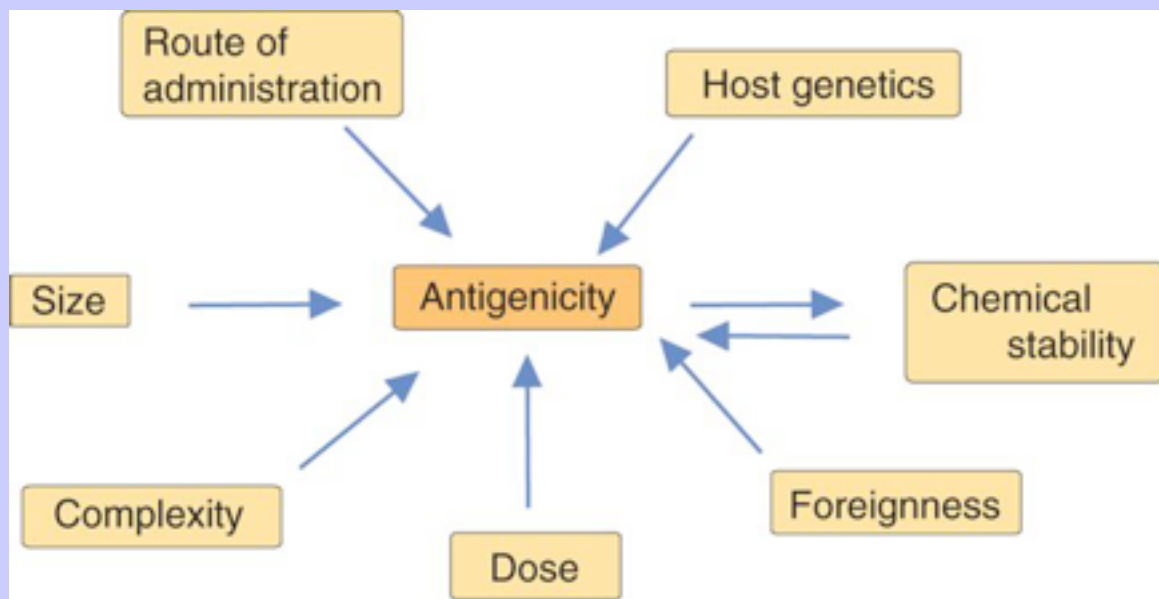 Route of
administration
Host genetics
Size
Antigenicity
Chemical
stability
Complexity
Dose
Foreignness